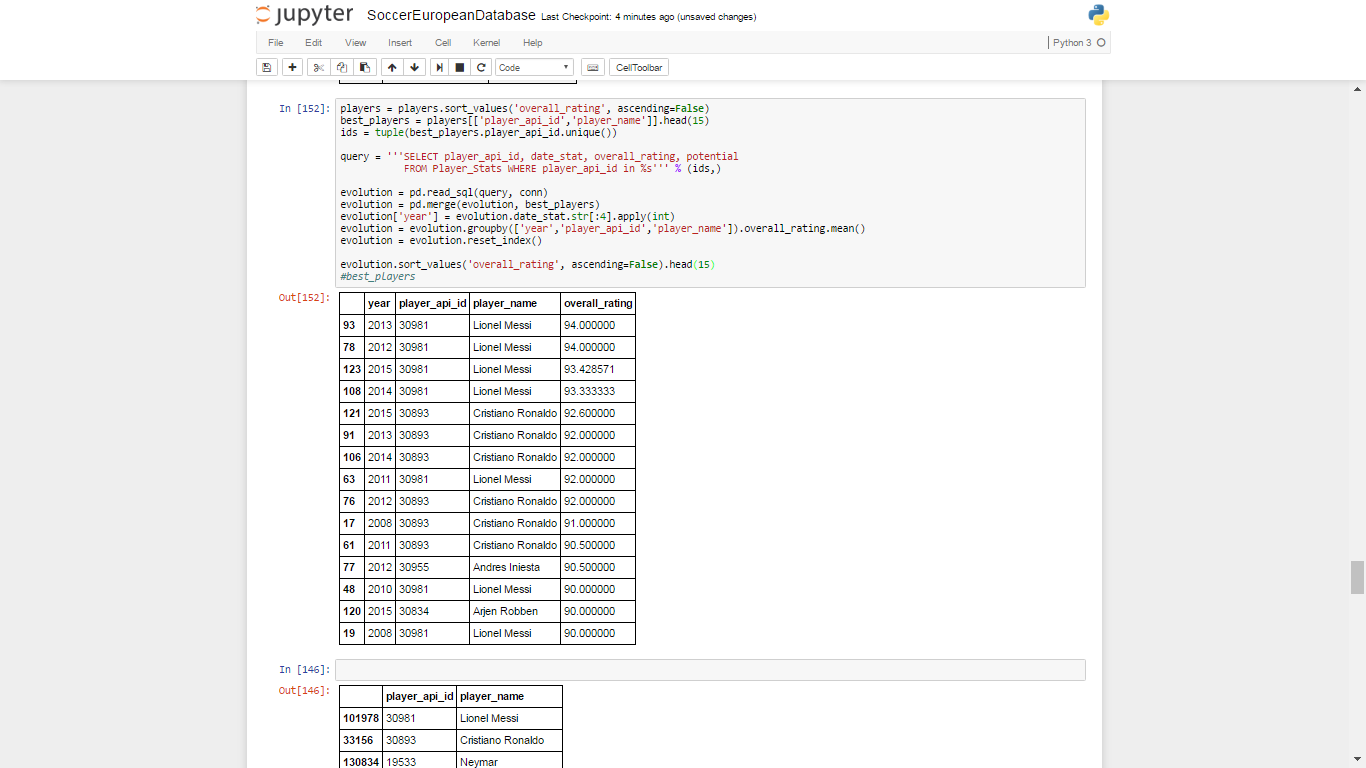 jupyter SoccerEuropeanDatabase Last Checkpoint: 4 minutes ago (unsaved changes)
File Edit View Insert Cell Kernel Help Python 3
Code CellToolbar
In [152]: players = players.sort_values('overall_rating', ascending=False)
best_players = players[['player_api_id','player_name']].head(15)
ids = tuple(best_players.player_api_id.unique())
query = '''SELECT player_api_id, date_stat, overall_rating, potential
FROM Player_Stats WHERE player_api_id in %s''' % (ids,)
evolution = pd.read_sql(query, conn)
evolution = pd.merge(evolution, best_players)
evolution['year'] = evolution.date_stat.str[:4].apply(int)
evolution = evolution.groupby(['year','player_api_id','player_name']).overall_rating.mean()
evolution = evolution.reset_index()
evolution.sort_values('overall_rating', ascending=False).head(15)
#best_players
Out[152]: year player_api_id player_name overall_rating
93 2013 30981 Lionel Messi 94.000000
78 2012 30981 Lionel Messi 94.000000
123 2015 30981 Lionel Messi 93.428571
108 2014 30981 Lionel Messi 93.333333
121 2015 30893 Cristiano Ronaldo 92.600000
91 2013 30893 Cristiano Ronaldo 92.000000
106 2014 30893 Cristiano Ronaldo 92.000000
63 2011 30981 Lionel Messi 92.000000
76 2012 30893 Cristiano Ronaldo 92.000000
17 2008 30893 Cristiano Ronaldo 91.000000
61 2011 30893 Cristiano Ronaldo 90.500000
77 2012 30955 Andres Iniesta 90.500000
48 2010 30981 Lionel Messi 90.000000
120 2015 30834 Arjen Robben 90.000000
19 2008 30981 Lionel Messi 90.000000
In [146]:
Out[146]: player_api_id player_name
101978 30981 Lionel Messi
33156 30893 Cristiano Ronaldo
130834 19533 Neymar